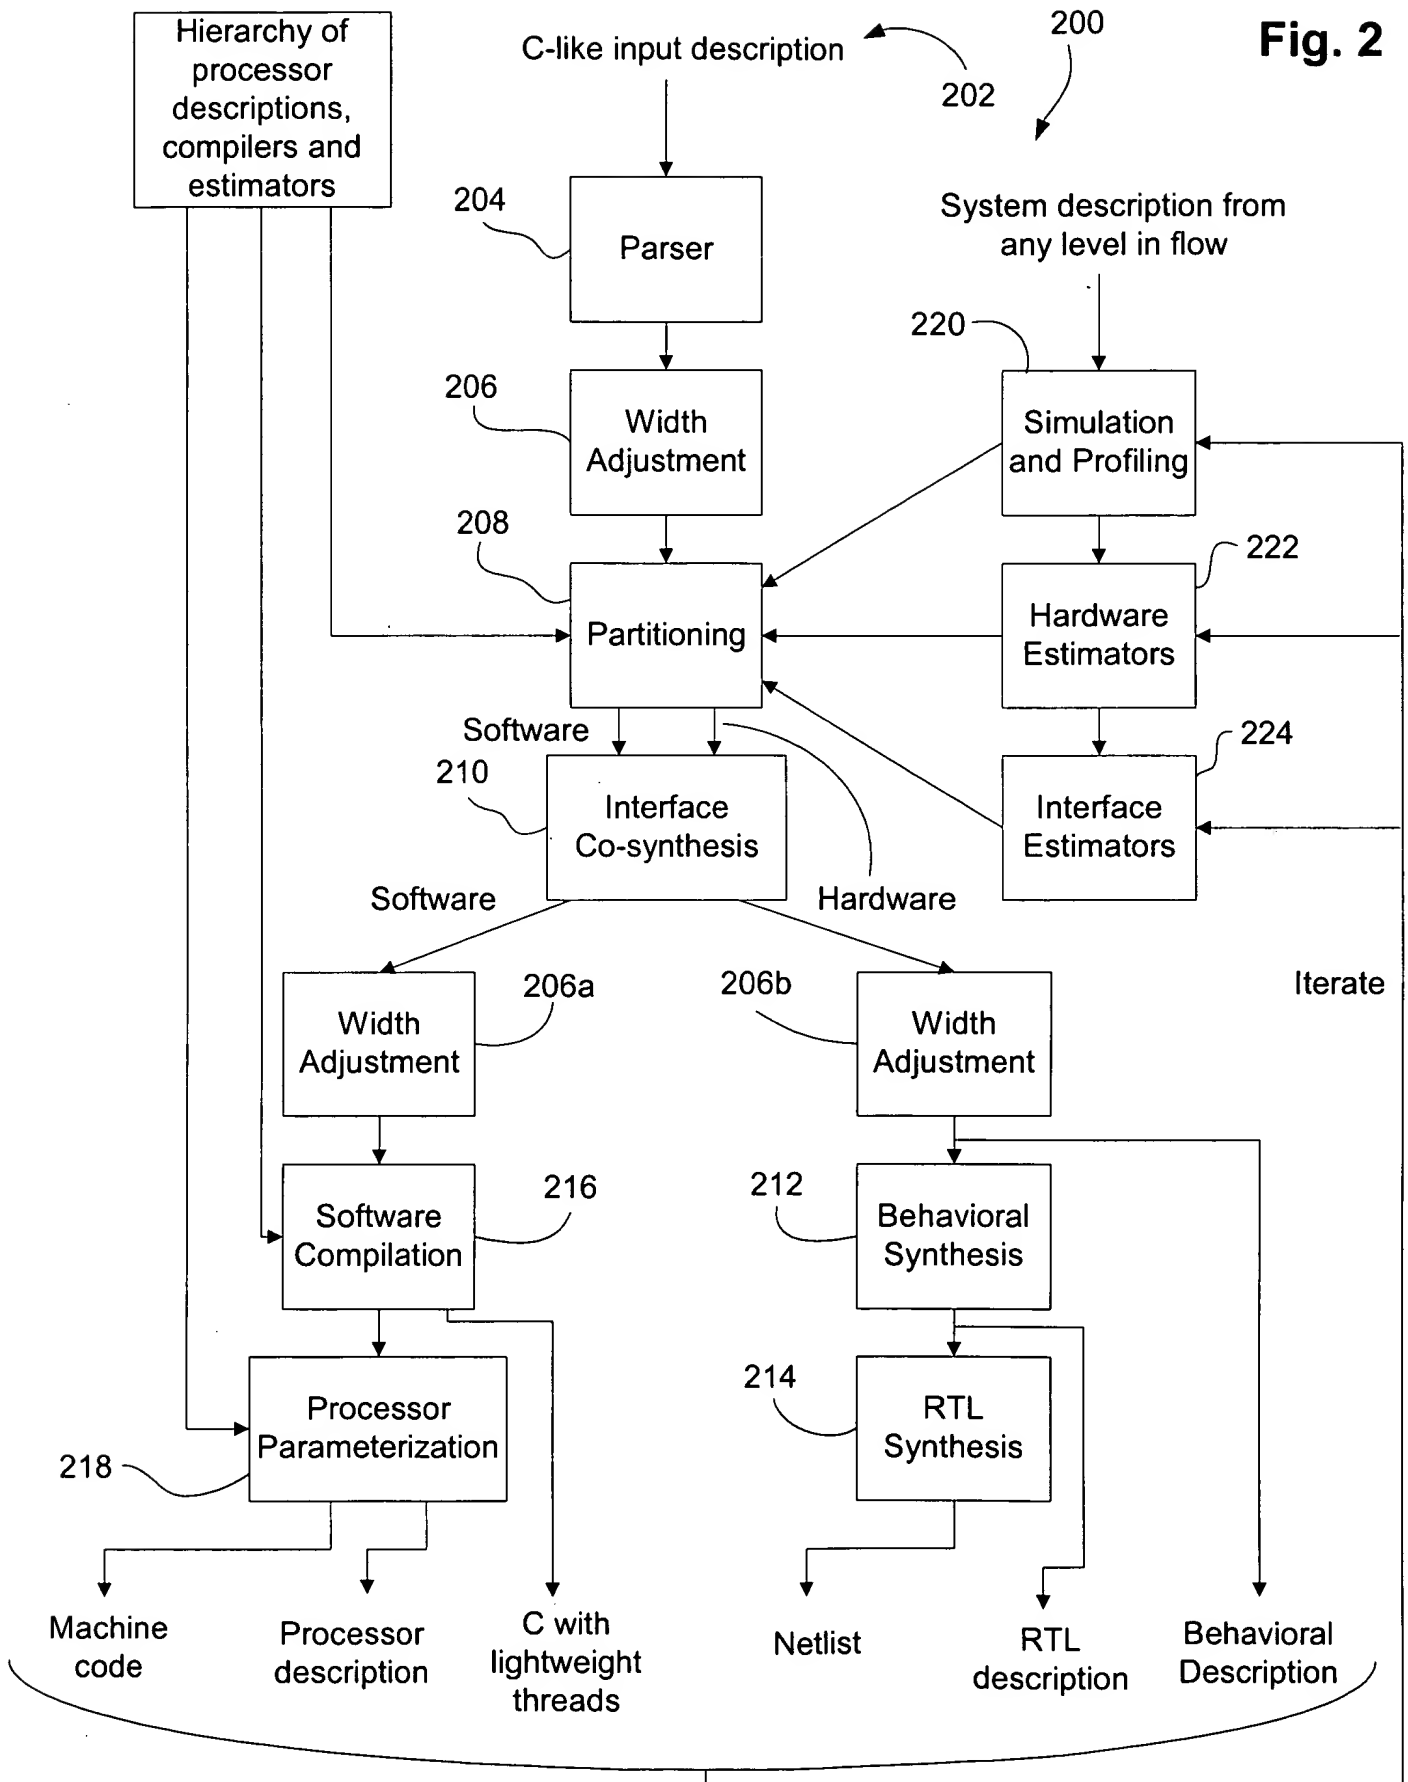 Hierarchy of
processor
descriptions,
compilers and
estimators
C-like input description
202
200
Fig. 2
204
Parser
System description from
any level in flow
220
206
Width
Adjustment
Simulation
and Profiling
208
Partitioning
222
Hardware
Estimators
Software
210
Interface
Co-synthesis
224
Interface
Estimators
Software
Hardware
206a
Width
Adjustment
206b
Width
Adjustment
Iterate
216
Software
Compilation
212
Behavioral
Synthesis
218
Processor
Parameterization
214
RTL
Synthesis
Machine
code
Processor
description
C with
lightweight
threads
Netlist
RTL
description
Behavioral
Description